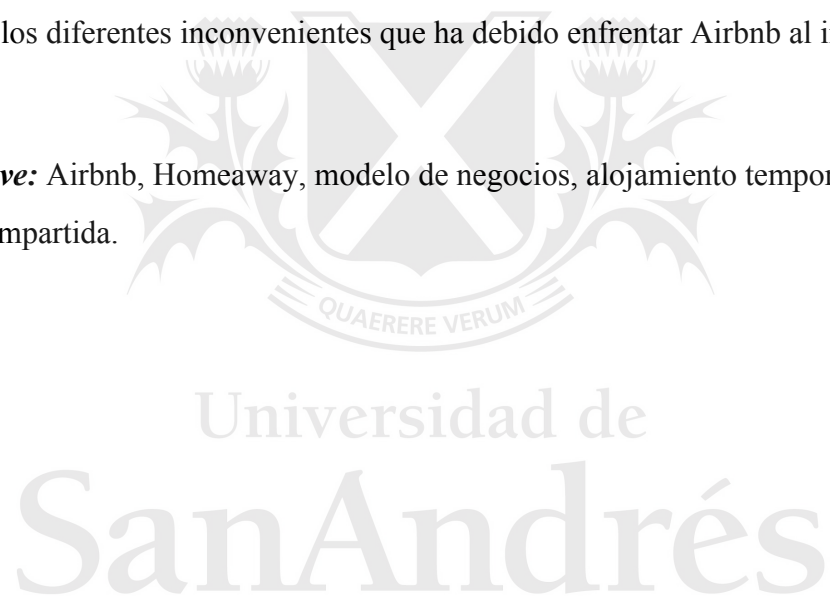 los diferentes inconvenientes que ha debido enfrentar Airbnb al
ve: Airbnb, Homeaway, modelo de negocios, alojamiento tempor
mpartida.
QUAERERE VERUM
Universidad de
SanAndrés